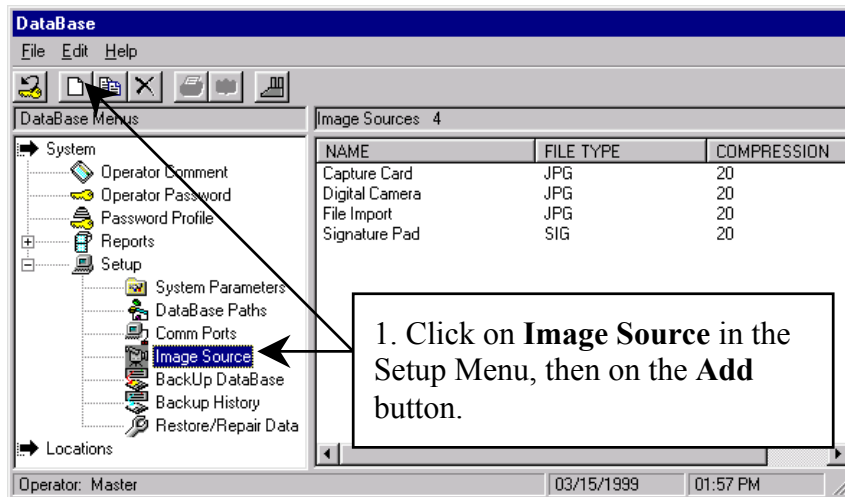 DataBase
File Edit Help
DataBase Menus
Image Sources 4
System
Operator Comment
Operator Password
Password Profile
Reports
Setup
System Parameters
DataBase Paths
Comm Ports
Image Source
BackUp DataBase
Backup History
Restore/Repair Data
Locations
NAME FILE TYPE COMPRESSION
Capture Card JPG 20
Digital Camera JPG 20
File Import JPG 20
Signature Pad SIG 20
1. Click on Image Source in the
Setup Menu, then on the Add
button.
Operator: Master 03/15/1999 01:57 PM